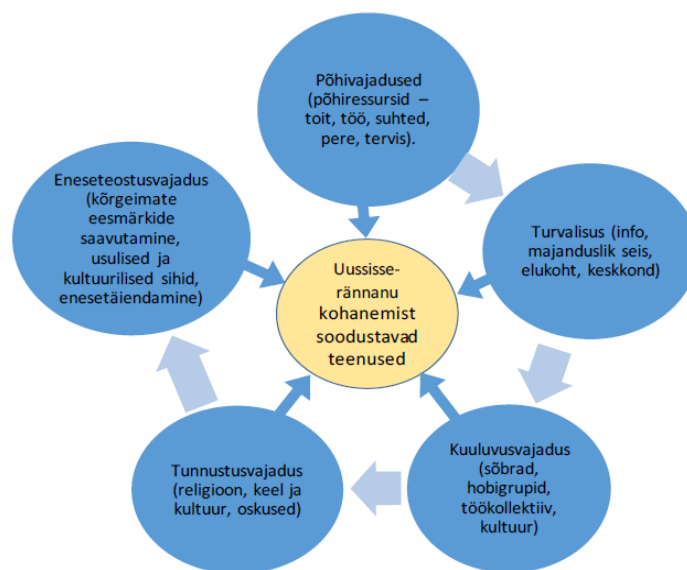 Põhivajadused
(põhiressursid –
toit, töö, suhted,
pere, tervis).
Turvalisus (info,
majanduslik seis,
elukoht, keskkond)
Kuuluvusvajadus
(sõbrad,
hobigrupid,
töökollektiiv,
kultuur)
Tunnustusvajadus
(religioon, keel ja
kultuur, oskused)
Eneseteostusvajadus
(kõrgeimate
eesmärkide
saavutamine,
usulised ja
kultuurilised sihid,
enesetäiendamine)
Uussisse-
rännanu
kohanemist
soodustavad
teenused